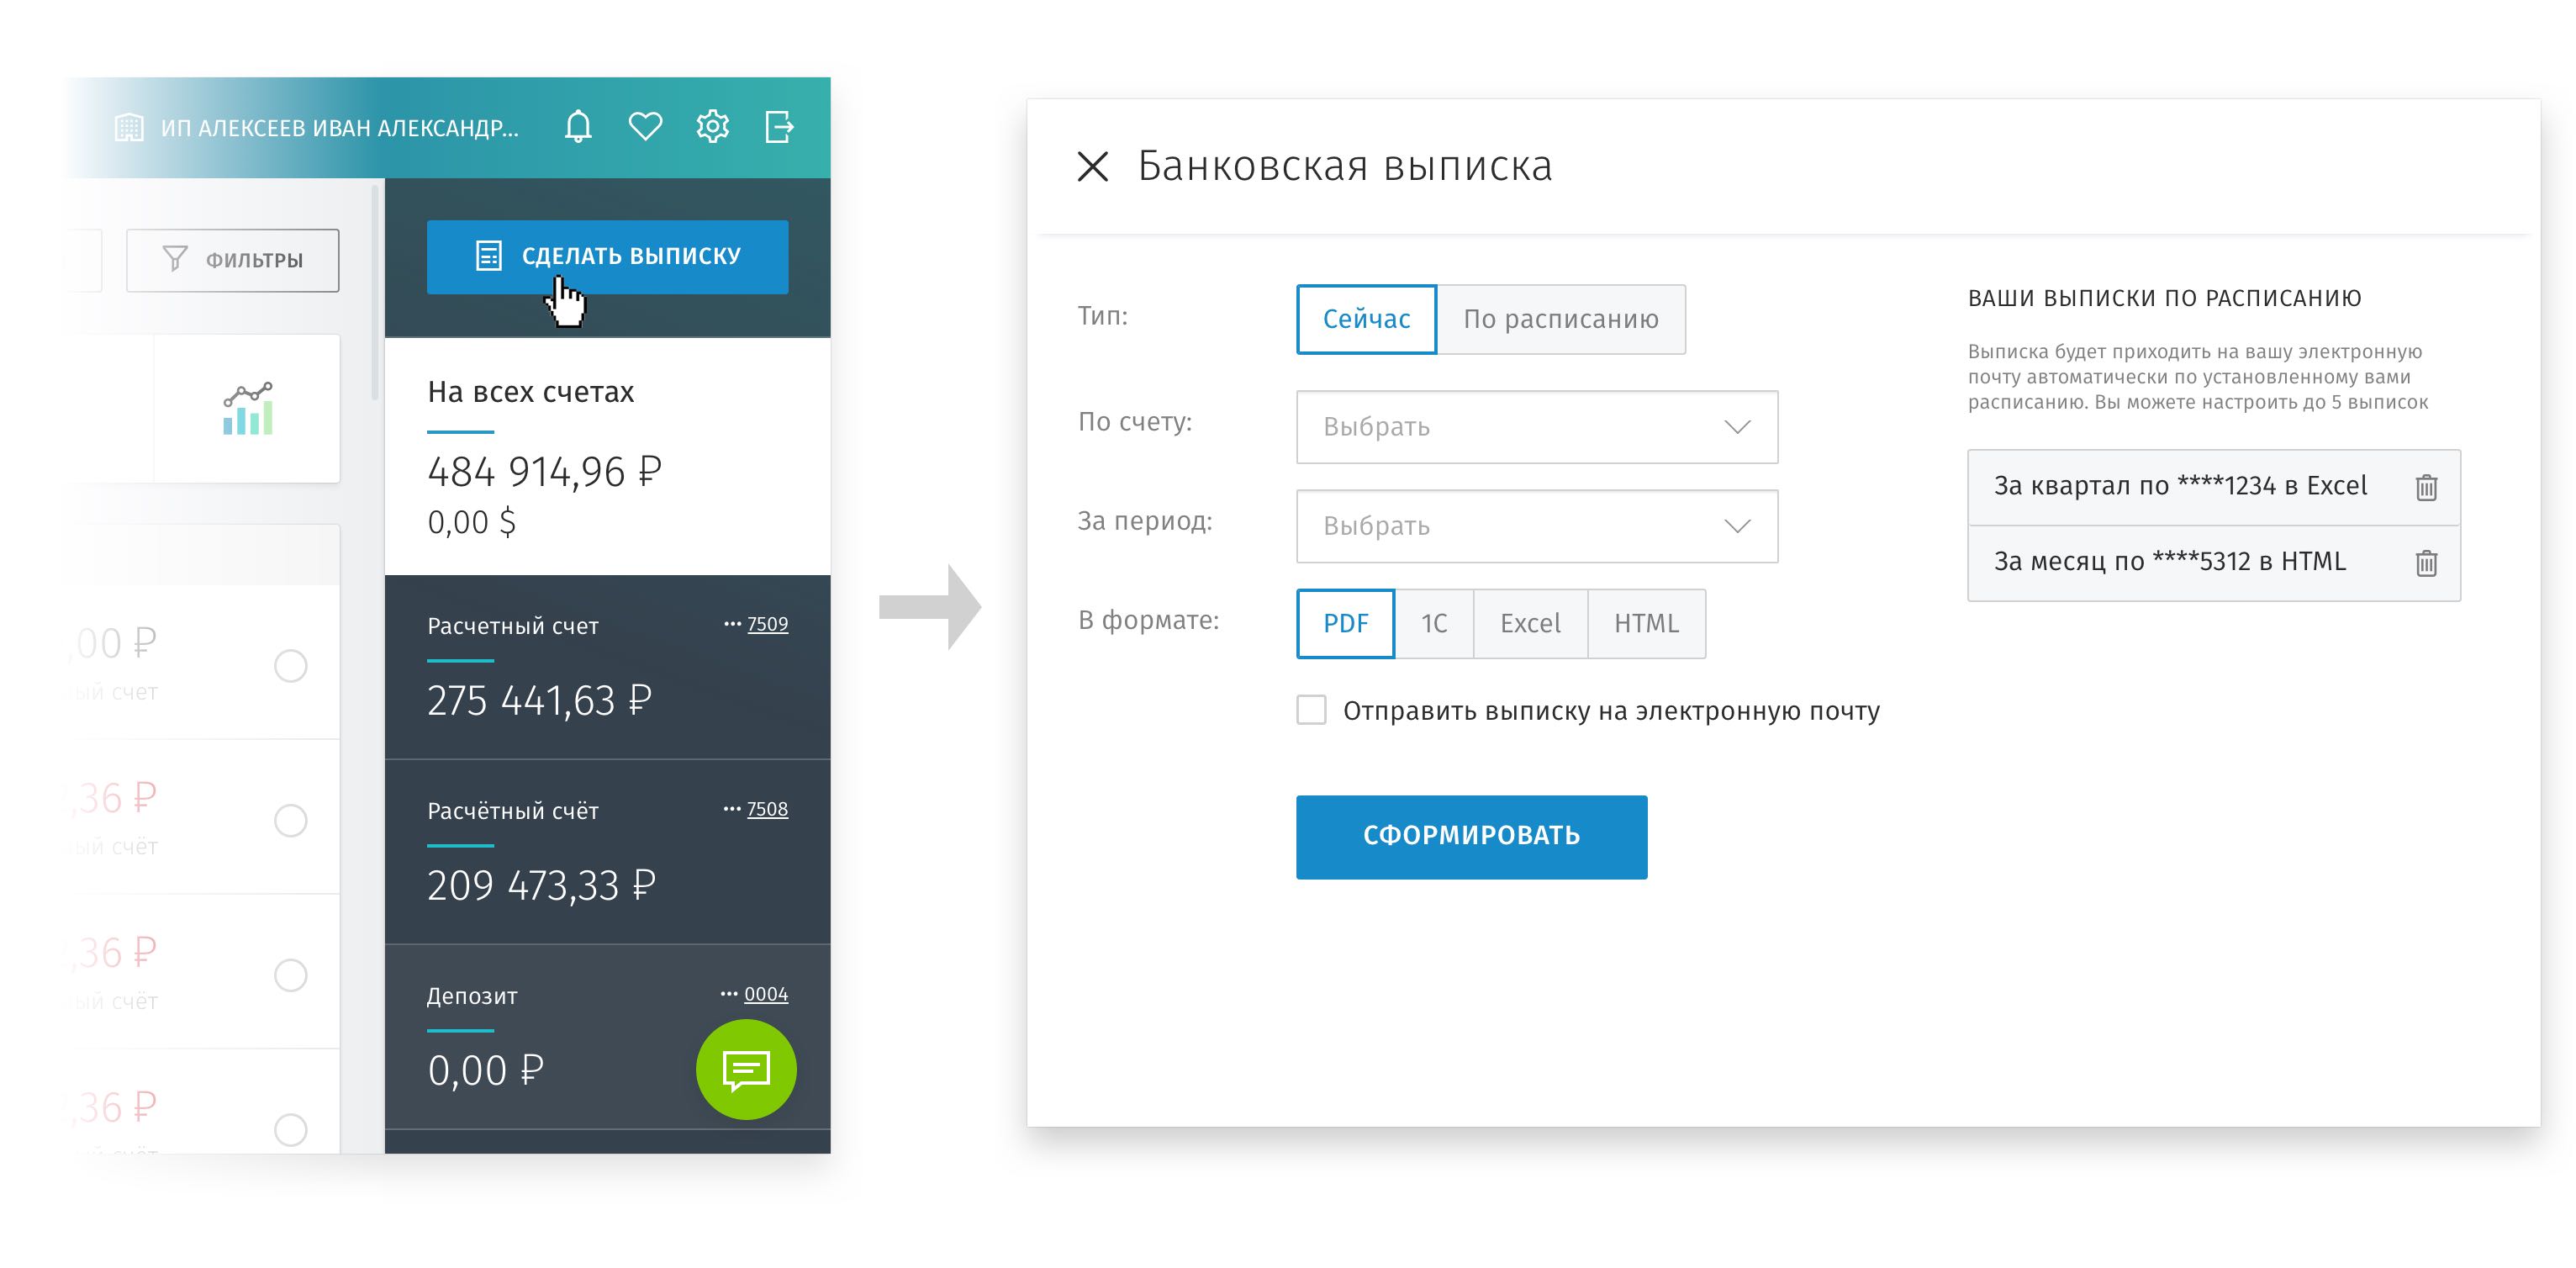 ИП АЛЕКСЕЕВ ИВАН АЛЕКСАНДР...
ФИЛЬТРЫ
,00 ₽
ый счет
,36 ₽
ый счёт
,36 ₽
ый счёт
,36 ₽
СДЕЛАТЬ ВЫПИСКУ
На всех счетах
484 914,96 ₽
0,00 $
Расчетный счет ··· 7509
275 441,63 ₽
Расчётный счёт ··· 7508
209 473,33 ₽
Депозит ··· 0004
0,00 ₽
Банковская выписка
Тип: Сейчас По расписанию
По счету: Выбрать
За период: Выбрать
В формате: PDF 1C Excel HTML
Отправить выписку на электронную почту
СФОРМИРОВАТЬ
ВАШИ ВЫПИСКИ ПО РАСПИСАНИЮ
Выписка будет приходить на вашу электронную
почту автоматически по установленному вами
расписанию. Вы можете настроить до 5 выписок
За квартал по ****1234 в Excel
За месяц по ****5312 в HTML